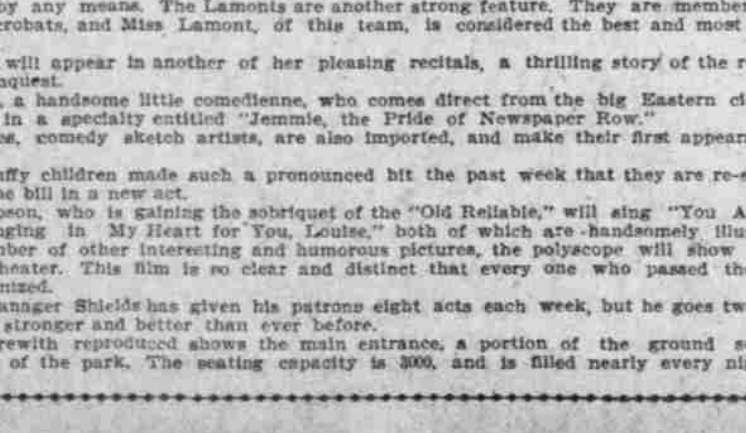 by any means. The Lamonts are another strong feature. They are member
crobats, and Miss Lamont, of this team, is considered the best and most
will appear in another of her pleasing recitals, a thrilling story of the r
nquest.
, a handsome little comedienne, who comes direct from the big Eastern ci
in a specialty entitled "Jemmie, the Pride of Newspaper Row."
es, comedy sketch artists, are also imported, and make their first appear
uffy children made such a pronounced hit the past week that they are re-e
he bill in a new act.
pson, who is gaining the sobriquet of the "Old Reliable," will sing "You A
nging in My Heart for You, Louise," both of which are handsomely illus
mber of other interesting and humorous pictures, the polyscope will show
heater. This film is so clear and distinct that every one who passed the
nized.
anager Shields has given his patrons eight acts each week, but he goes tw
stronger and better than ever before.
rewith reproduced shows the main entrance, a portion of the ground s
of the park. The seating capacity is 3000, and is filled nearly every ni